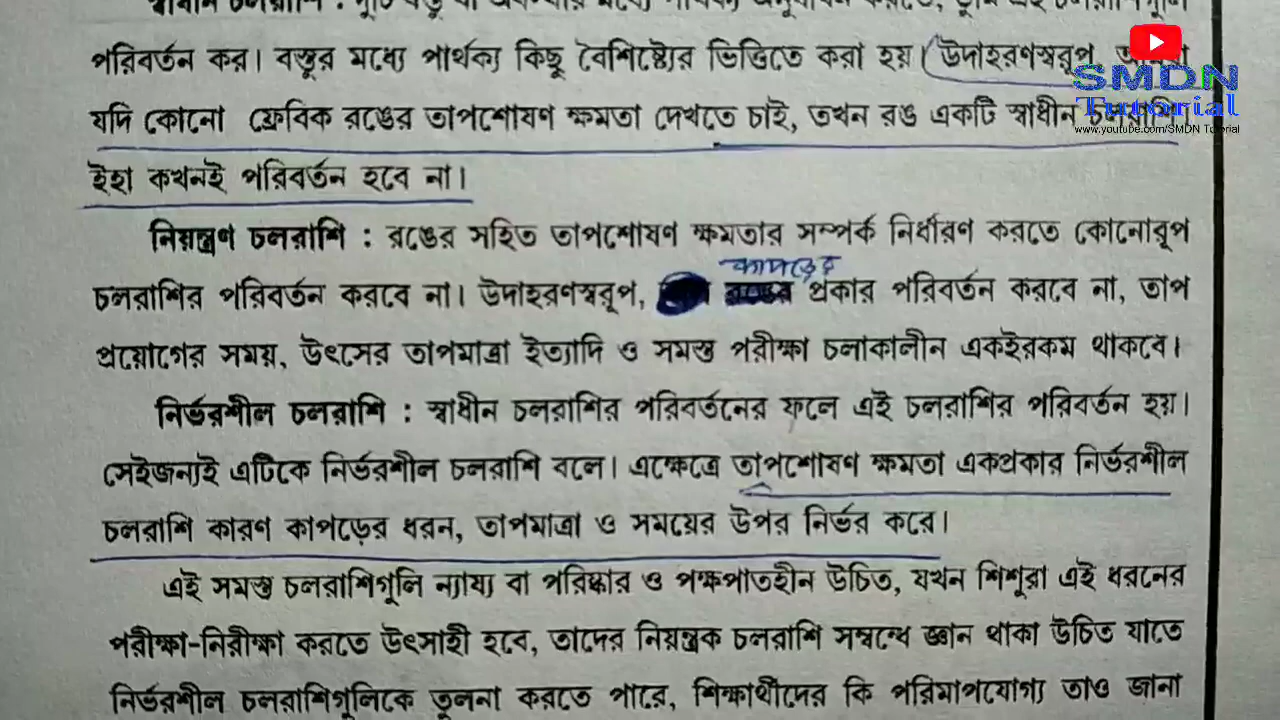 স্বাধীন চলরাশি : দুটি বস্তু বা
পরিবর্তন কর। বস্তুর মধ্যে পার্থক্য কিছু বৈশিষ্ট্যের ভিত্তিতে করা হয়। (উদাহরণস্বরূপ, আমরা
যদি কোনো ফ্রেবিক রঙের তাপশোষণ ক্ষমতা দেখতে চাই, তখন রঙ একটি স্বাধীন চলরাশি।
ইহা কখনই পরিবর্তন হবে না।
নিয়ন্ত্রণ চলরাশি : রঙের সহিত তাপশোষণ ক্ষমতার সম্পর্ক নির্ধারণ করতে কোনোরূপ
কাপড়ের
চলরাশির পরিবর্তন করবে না। উদাহরণস্বরূপ, প্রকার পরিবর্তন করবে না, তাপ
প্রয়োগের সময়, উৎসের তাপমাত্রা ইত্যাদি ও সমস্ত পরীক্ষা চলাকালীন একইরকম থাকবে।
নির্ভরশীল চলরাশি : স্বাধীন চলরাশির পরিবর্তনের ফলে এই চলরাশির পরিবর্তন হয়।
সেইজন্যই এটিকে নির্ভরশীল চলরাশি বলে। এক্ষেত্রে তাপশোষণ ক্ষমতা একপ্রকার নির্ভরশীল
চলরাশি কারণ কাপড়ের ধরন, তাপমাত্রা ও সময়ের উপর নির্ভর করে।
এই সমস্ত চলরাশিগুলি ন্যায্য বা পরিষ্কার ও পক্ষপাতহীন উচিত, যখন শিশুরা এই ধরনের
পরীক্ষা-নিরীক্ষা করতে উৎসাহী হবে, তাদের নিয়ন্ত্রক চলরাশি সম্বন্ধে জ্ঞান থাকা উচিত যাতে
নির্ভরশীল চলরাশিগুলিকে তুলনা করতে পারে, শিক্ষার্থীদের কি পরিমাপযোগ্য তাও জানা
SMDN
Tutorial
www.youtube.com/SMDN Tutorial